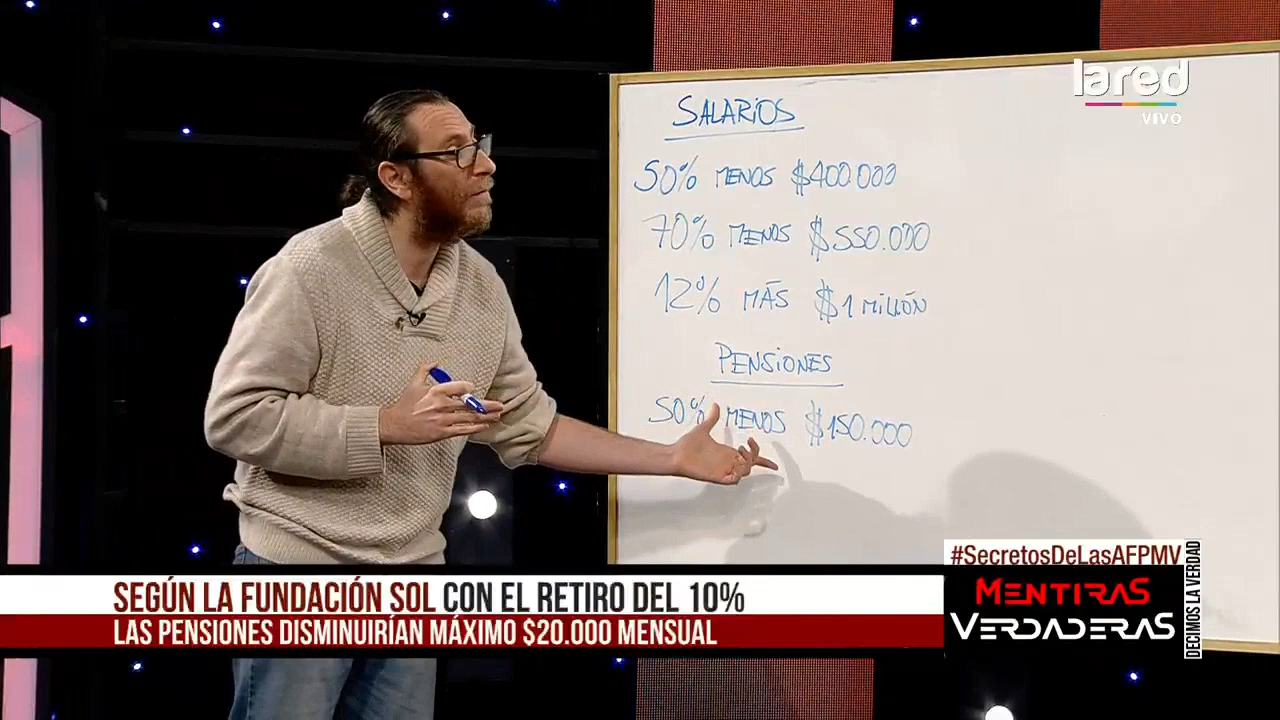 lared
VIVO
SALARIOS
50% MENOS $400.000
70% MENOS $550.000
12% MÁS $1 MILLÓN
PENSIONES
50% MENOS $150.000
#SecretosDeLasAFPMV
SEGÚN LA FUNDACIÓN SOL CON EL RETIRO DEL 10%
LAS PENSIONES DISMINUIRÍAN MÁXIMO $20.000 MENSUAL
MENTIRAS
VERDADERAS
DECIMOS LA VERDAD